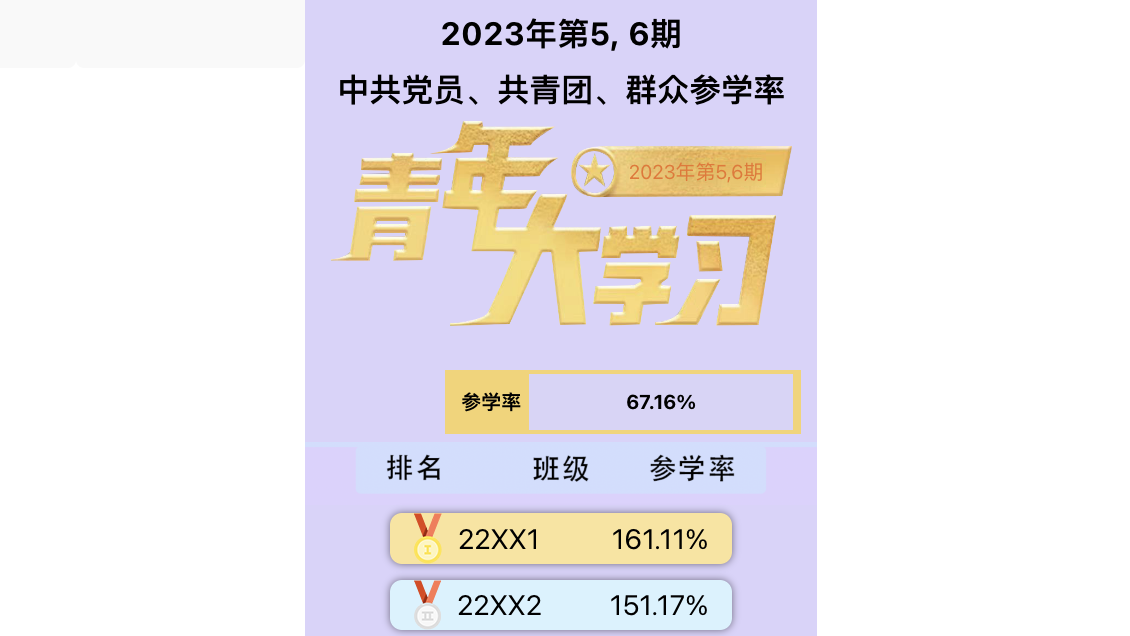 2023年第5, 6期
中共党员、共青团、群众参学率
2023年第5,6期
青年大学习
参学率 67.16%
排名 班级 参学率
I 22XX1 161.11%
II 22XX2 151.17%